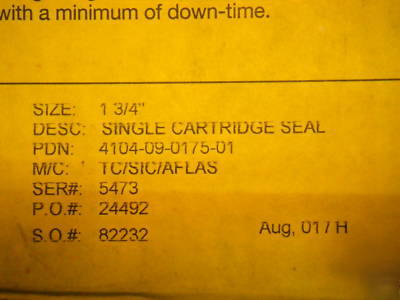 with a minimum of down-time.
SIZE: 1 3/4"
DESC: SINGLE CARTRIDGE SEAL
PDN: 4104-09-0175-01
M/C: TC/SIC/AFLAS
SER#: 5473
P.O.#: 24492
S.O.#: 82232
Aug, 01 / H